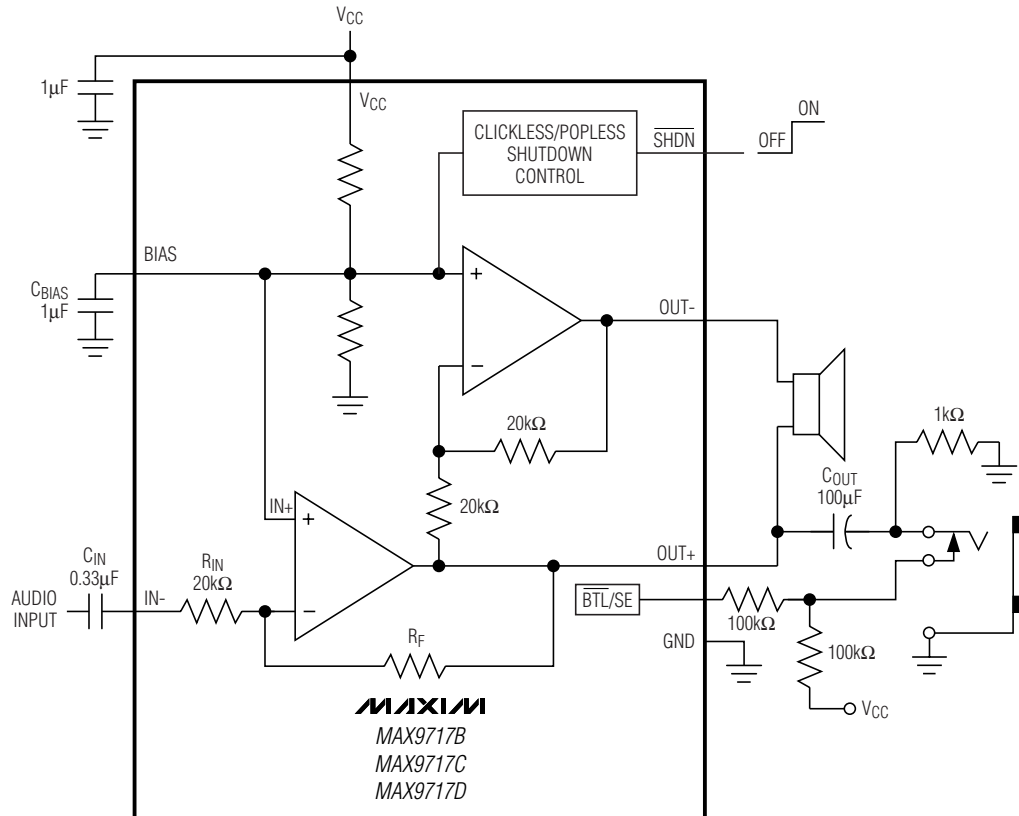 VCC
1µF
VCC
CLICKLESS/POPLESS
SHUTDOWN
CONTROL
SHDN
OFF
ON
BIAS
CBIAS
1µF
+
−
OUT-
20kΩ
20kΩ
1kΩ
COUT
100µF
IN+
+
−
OUT+
CIN
0.33µF
AUDIO
INPUT
IN-
RIN
20kΩ
RF
BTL/SE
100kΩ
100kΩ
GND
VCC
MAXIM
MAX9717B
MAX9717C
MAX9717D